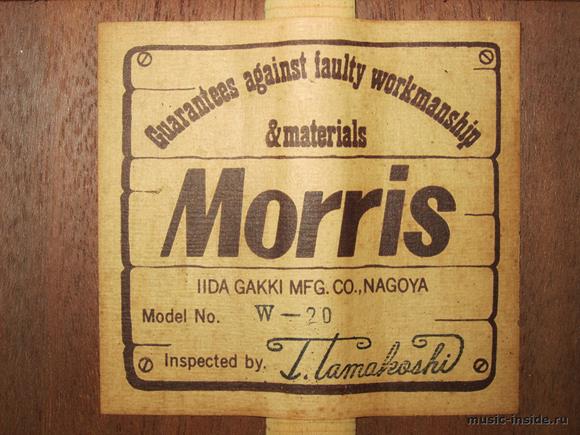 Guarantees against faulty workmanship
&materials
Morris
IIDA GAKKI MFG. CO., NAGOYA
Model No. W-20
Inspected by. T. Tamakoshi
music-inside.ru